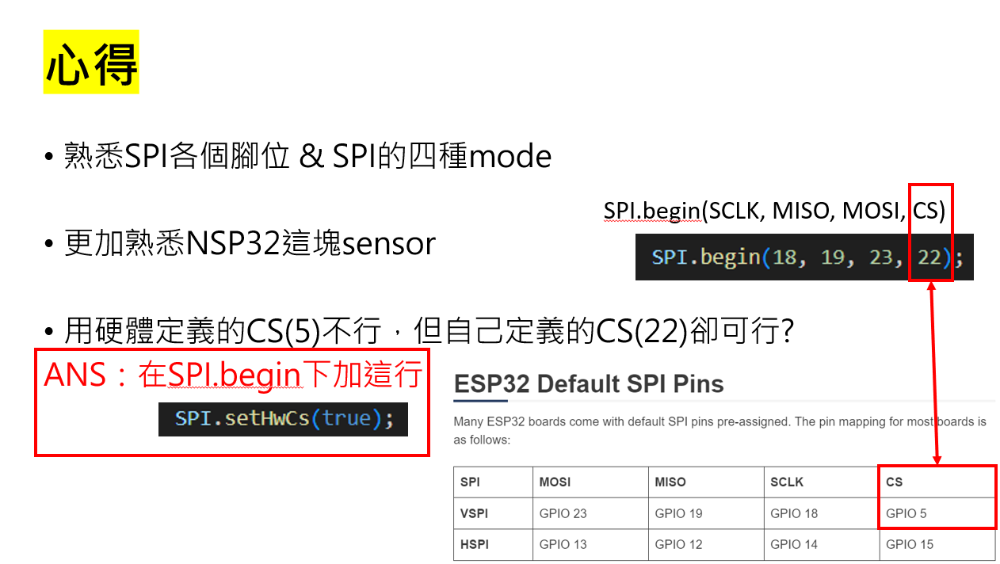 心得
• 熟悉SPI各個腳位 & SPI的四種mode
• 更加熟悉NSP32這塊sensor
SPI.begin(SCLK, MISO, MOSI, CS)
SPI.begin(18, 19, 23, 22);
• 用硬體定義的CS(5)不行，但自己定義的CS(22)卻可行?
ANS：在SPI.begin下加這行
SPI.setHwCs(true);
ESP32 Default SPI Pins
Many ESP32 boards come with default SPI pins pre-assigned. The pin mapping for most boards is
as follows:
SPI MOSI MISO SCLK CS
VSPI GPIO 23 GPIO 19 GPIO 18 GPIO 5
HSPI GPIO 13 GPIO 12 GPIO 14 GPIO 15